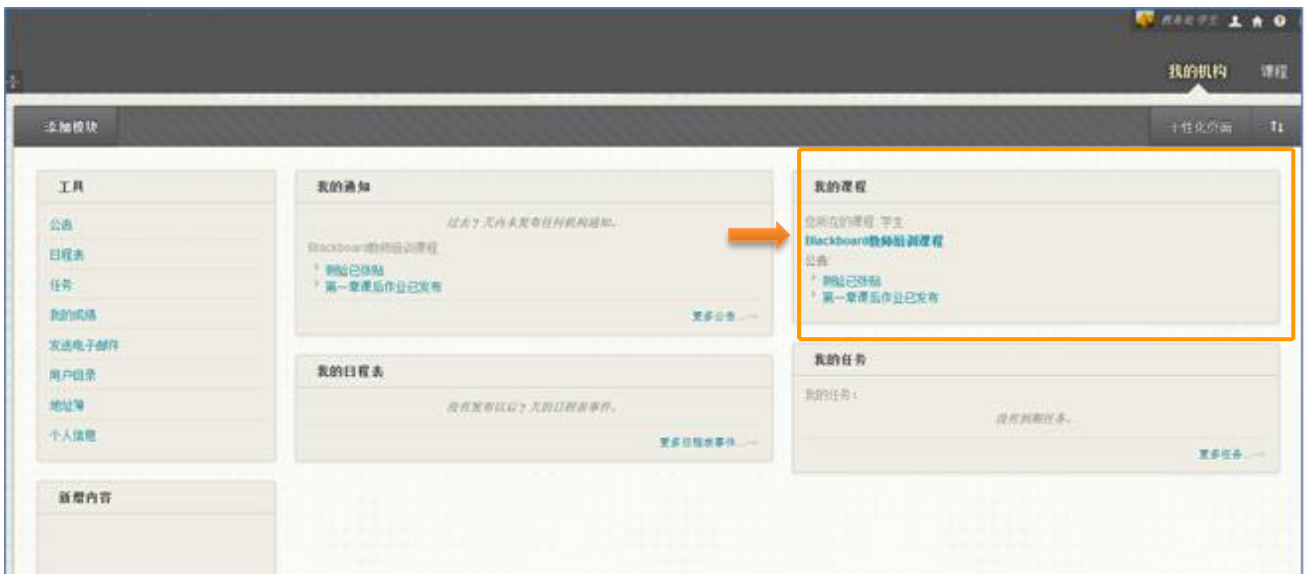 我的机构 课程
添加模块
个性化页面
工具
公告
日程表
任务
我的成绩
发送电子邮件
用户目录
地址簿
个人信息
新增内容
我的通知
过去 7 天内未发布任何机构通知。
Blackboard教师培训课程
测验已张贴
第一章课后作业已发布
更多公告...→
我的日程表
没有发布以后 7 天的日程表事件。
更多日程表事件...→
我的课程
您所在的课程: 学生
Blackboard教师培训课程
公告:
测验已张贴
第一章课后作业已发布
我的任务
我的任务:
没有到期任务。
更多任务...→